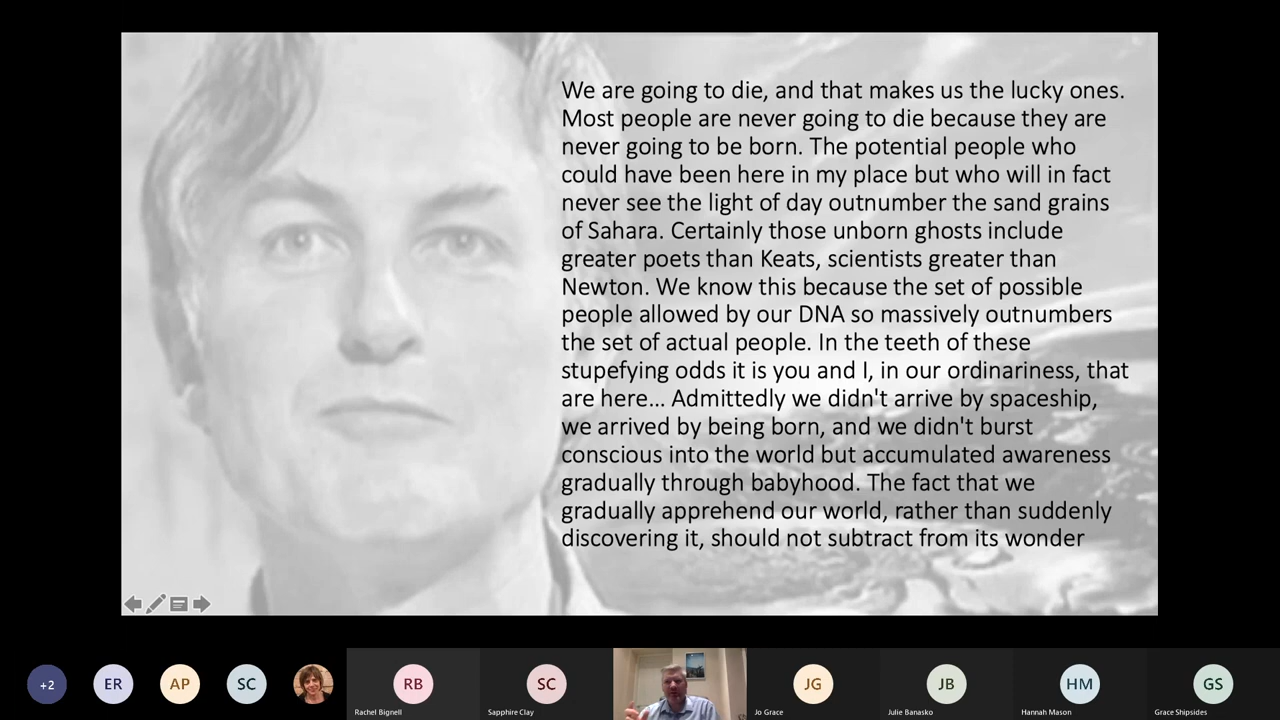 We are going to die, and that makes us the lucky ones.
Most people are never going to die because they are
never going to be born. The potential people who
could have been here in my place but who will in fact
never see the light of day outnumber the sand grains
of Sahara. Certainly those unborn ghosts include
greater poets than Keats, scientists greater than
Newton. We know this because the set of possible
people allowed by our DNA so massively outnumbers
the set of actual people. In the teeth of these
stupefying odds it is you and I, in our ordinariness, that
are here... Admittedly we didn't arrive by spaceship,
we arrived by being born, and we didn't burst
conscious into the world but accumulated awareness
gradually through babyhood. The fact that we
gradually apprehend our world, rather than suddenly
discovering it, should not subtract from its wonder
+2 ER AP SC RB SC JG JB HM GS
Rachel Bignell Sapphire Clay Jo Grace Julie Banasko Hannah Mason Grace Shipsides